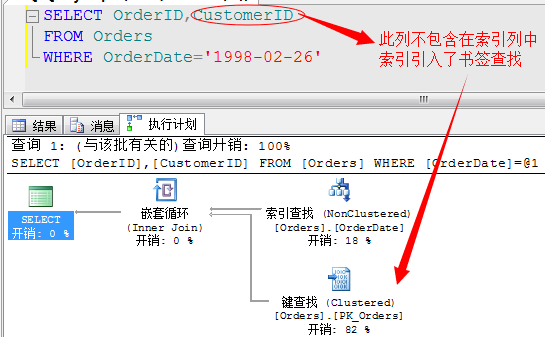 SELECT OrderID,CustomerID
FROM Orders
WHERE OrderDate='1998-02-26'
此列不包含在索引列中
索引引入了书签查找
结果 消息 执行计划
查询 1: (与该批有关的)查询开销: 100%
SELECT [OrderID],[CustomerID] FROM [Orders] WHERE [OrderDate]=@1
SELECT
开销: 0 %
嵌套循环
(Inner Join)
开销: 0 %
索引查找 (NonClustered)
[Orders].[OrderDate]
开销: 18 %
键查找 (Clustered)
[Orders].[PK_Orders]
开销: 82 %